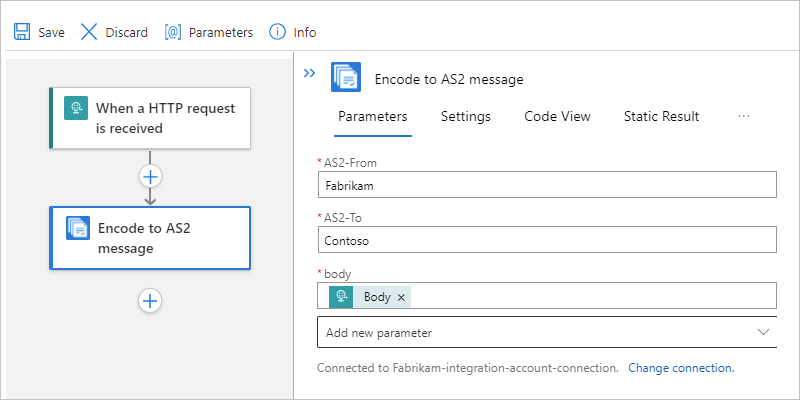 Save Discard Parameters Info
When a HTTP request
is received
Encode to AS2
message
Encode to AS2 message
Parameters Settings Code View Static Result ...
*AS2-From
Fabrikam
*AS2-To
Contoso
*body
Body ×
Add new parameter
Connected to Fabrikam-integration-account-connection. Change connection.